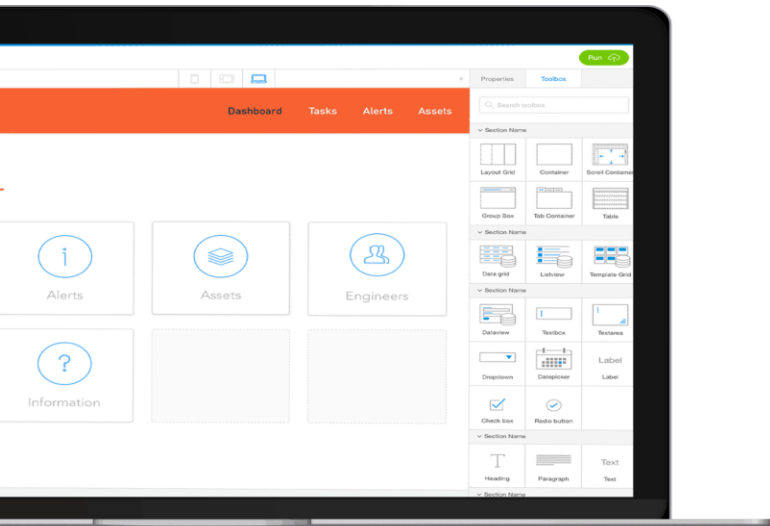 Run
Properties Toolbox
Dashboard Tasks Alerts Assets
Search toolbox
Section Name
Layout Grid Container Scroll Container
Group Box Tab Container Table
Section Name
Data grid Listview Template Grid
Section Name
Dataview Textbox Textarea
Label
Dropdown Datepicker Label
Check box Radio button
Section Name
T Text
Heading Paragraph Text
Section Name
i
Alerts Assets Engineers
?
Information